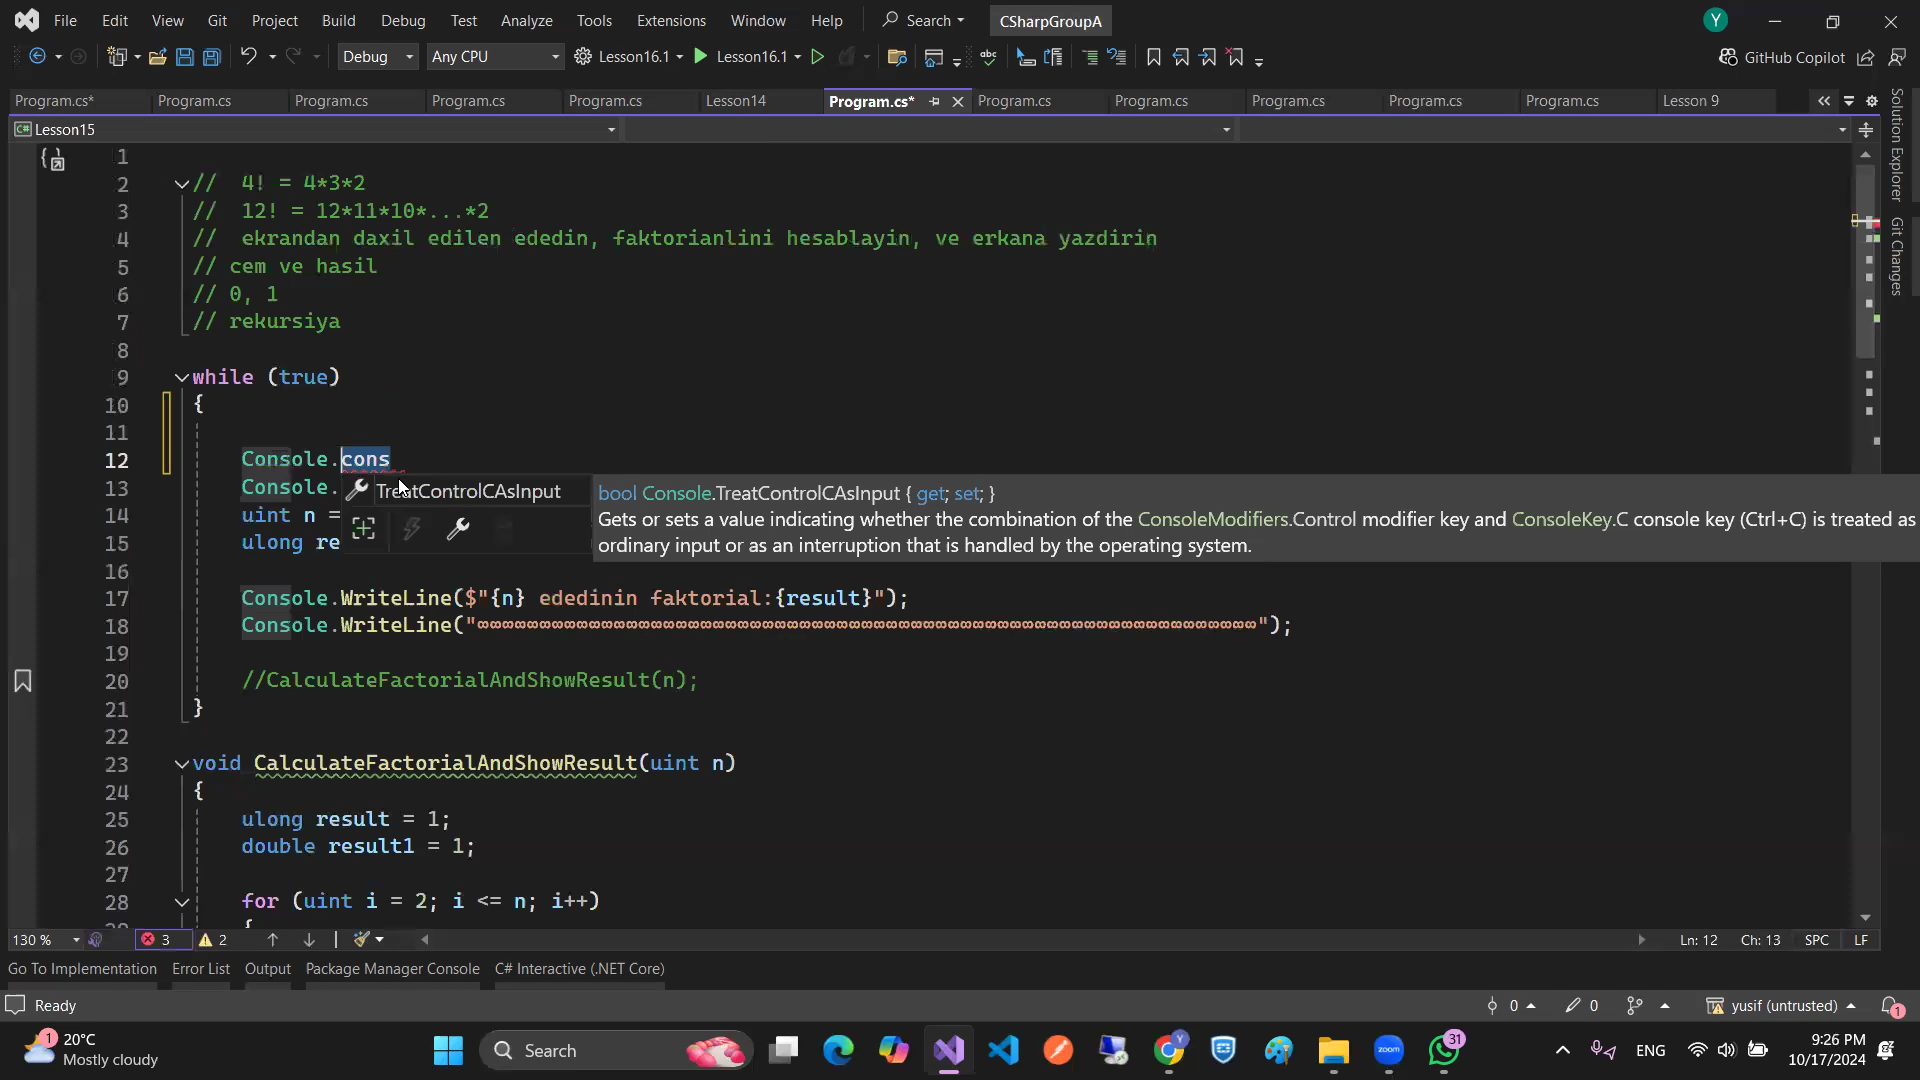 File Edit View Git Project Build Debug Test Analyze Tools Extensions Window Help Search CSharpGroupA Y
Debug Any CPU Lesson16.1 Lesson16.1 GitHub Copilot
Program.cs* Program.cs Program.cs Program.cs Program.cs Lesson14 Program.cs* Program.cs Program.cs Program.cs Program.cs Program.cs Lesson 9
Lesson15
Solution Explorer
Git Changes
1
2 // 4! = 4*3*2
3 // 12! = 12*11*10*...*2
4 // ekrandan daxil edilen ededin, faktorianlini hesablayin, ve erkana yazdirin
5 // cem ve hasil
6 // 0, 1
7 // rekursiya
8
9 while (true)
10 {
11
12 Console.cons
13 Console.
14 uint n =
15 ulong re
TreatControlCAsInput
bool Console.TreatControlCAsInput { get; set; }
Gets or sets a value indicating whether the combination of the ConsoleModifiers.Control modifier key and ConsoleKey.C console key (Ctrl+C) is treated as
ordinary input or as an interruption that is handled by the operating system.
16
17 Console.WriteLine($"{n} ededinin faktorial:{result}");
18 Console.WriteLine("
");
19
20 //CalculateFactorialAndShowResult(n);
21 }
22
23 void CalculateFactorialAndShowResult(uint n)
24 {
25 ulong result = 1;
26 double result1 = 1;
27
28 for (uint i = 2; i <= n; i++)
{
130 % 3 2 Ln: 12 Ch: 13 SPC LF
Go To Implementation Error List Output Package Manager Console C# Interactive (.NET Core)
Ready 0 0 yusif (untrusted) 1
1 20°C
Mostly cloudy
Search
zoom
31
ENG
9:26 PM
10/17/2024